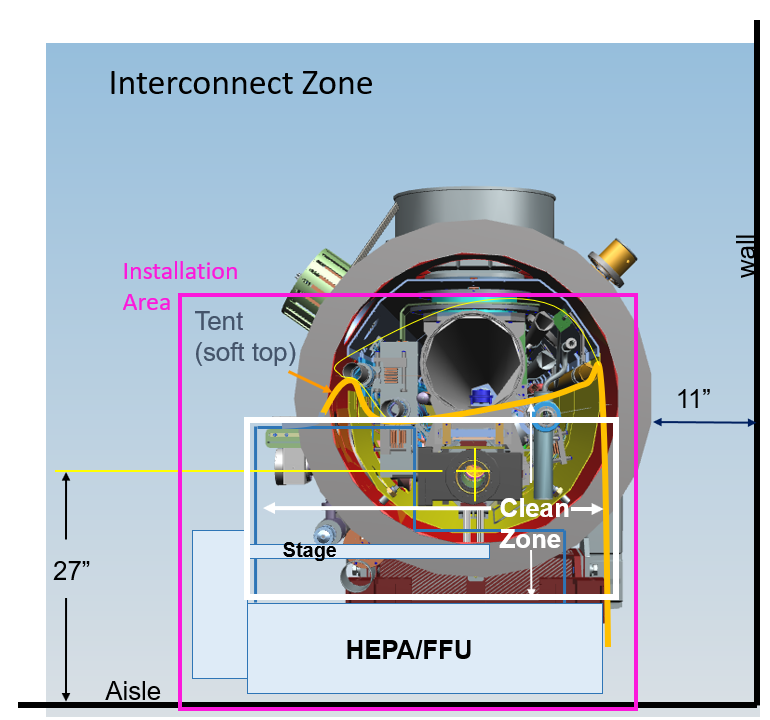 Interconnect Zone
wall
Installation
Area
Tent
(soft top)
11”
Clean
Zone
Stage
27”
HEPA/FFU
Aisle